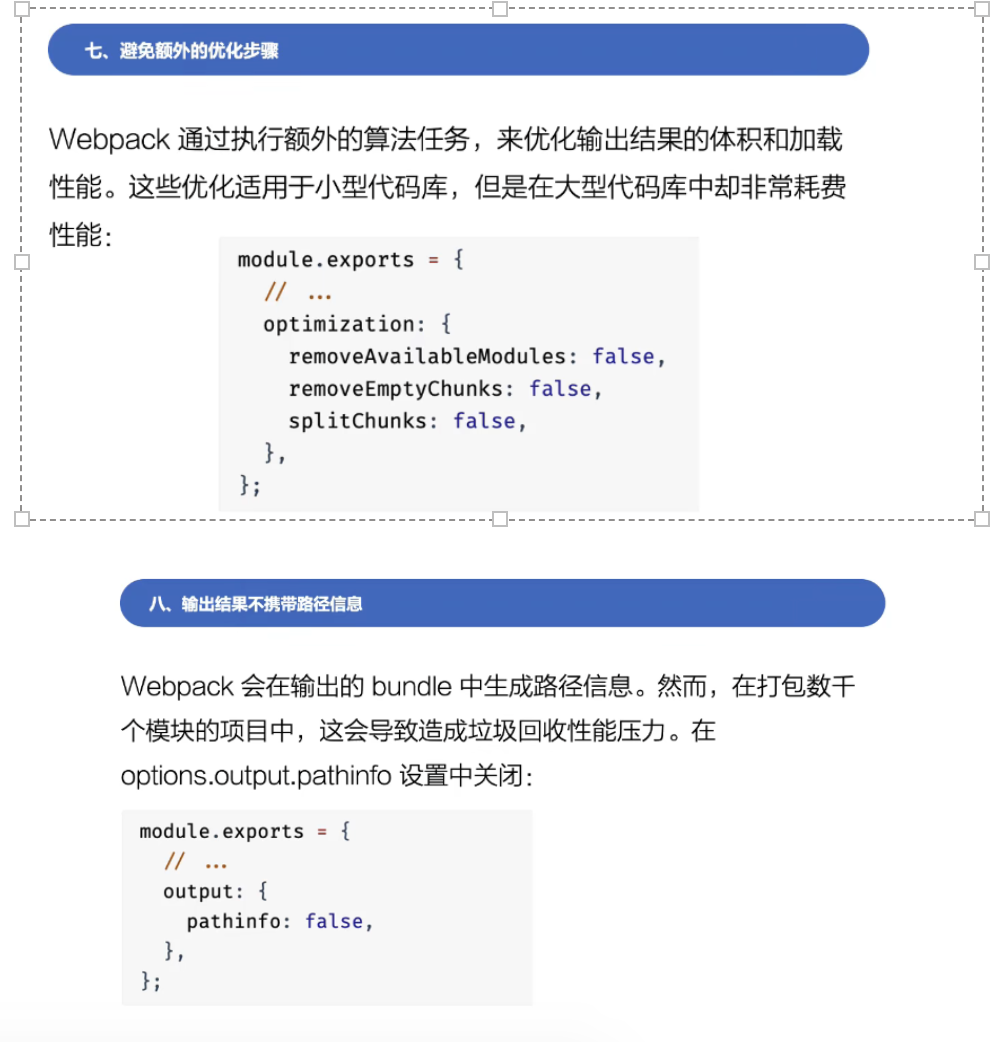 七、避免额外的优化步骤
Webpack 通过执行额外的算法任务，来优化输出结果的体积和加载
性能。这些优化适用于小型代码库，但是在大型代码库中却非常耗费
性能：
module.exports = {
  // ...
  optimization: {
    removeAvailableModules: false,
    removeEmptyChunks: false,
    splitChunks: false,
  },
};
八、输出结果不携带路径信息
Webpack 会在输出的 bundle 中生成路径信息。然而，在打包数千
个模块的项目中，这会导致造成垃圾回收性能压力。在
options.output.pathinfo 设置中关闭：
module.exports = {
  // ...
  output: {
    pathinfo: false,
  },
};